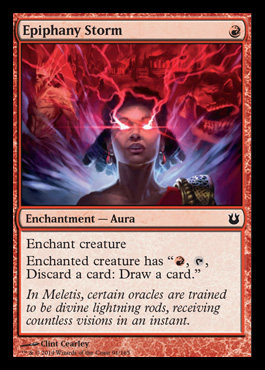 Epiphany Storm
Enchantment — Aura
Enchant creature
Enchanted creature has “
Discard a card: Draw a card.”
In Meletis, certain oracles are trained
to be divine lightning rods, receiving
countless visions in an instant.
Clint Cearley